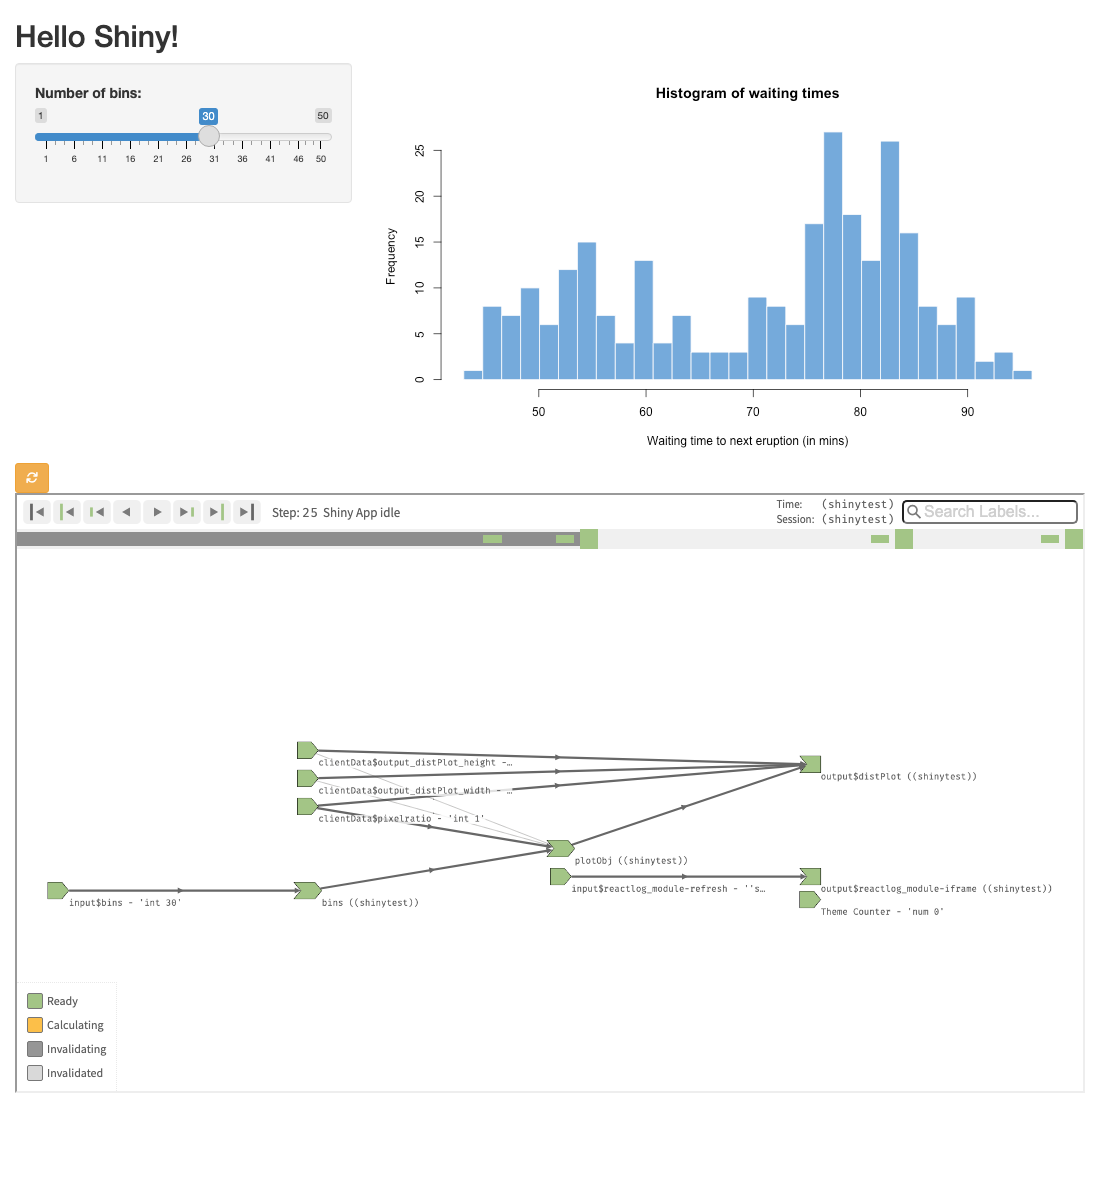 Hello Shiny!
Number of bins:
1 30 50
1 6 11 16 21 26 31 36 41 46 50
Histogram of waiting times
Frequency
0 5 10 15 20 25
50 60 70 80 90
Waiting time to next eruption (in mins)
Step: 25 Shiny App idle
Time: (shinytest)
Session: (shinytest)
Search Labels...
clientData$output_distPlot_height -…
output$distPlot ((shinytest))
clientData$output_distPlot_width - …
clientData$pixelratio - 'int 1'
plotObj ((shinytest))
input$reactlog_module-refresh - ''s…
output$reactlog_module-iframe ((shinytest))
input$bins - 'int 30'
bins ((shinytest))
Theme Counter - 'num 0'
Ready
Calculating
Invalidating
Invalidated